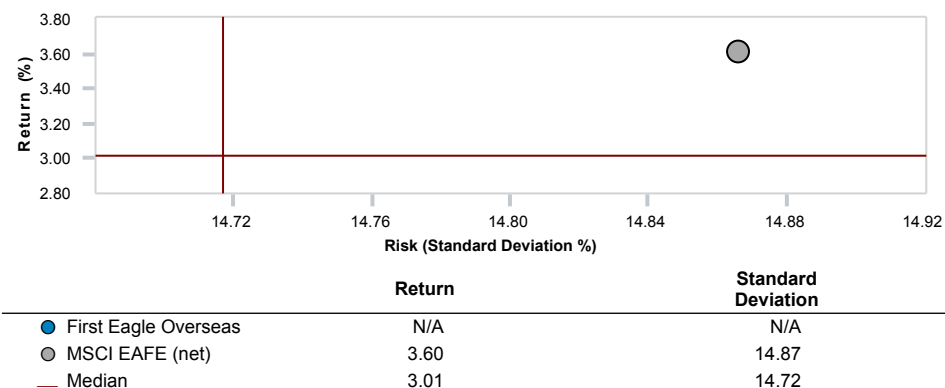 3.80
3.60
3.40
3.20
3.00
2.80
Return (%)
14.72 14.76 14.80 14.84 14.88 14.92
Risk (Standard Deviation %)
Return Standard Deviation
First Eagle Overseas N/A N/A
MSCI EAFE (net) 3.60 14.87
Median 3.01 14.72